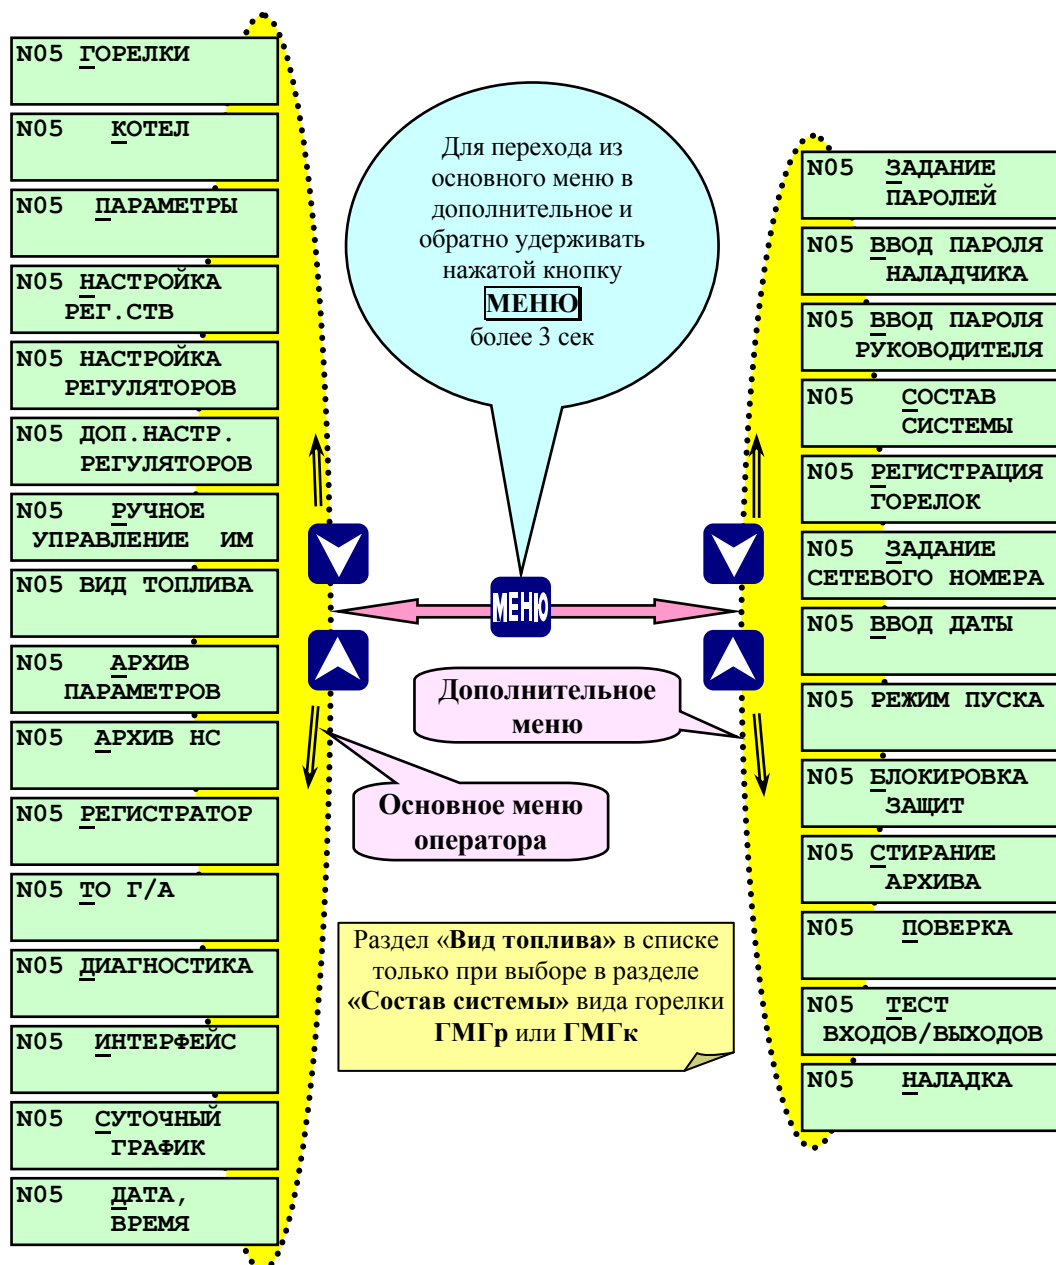 N05 ГОРЕЛКИ
N05 КОТЕЛ
N05 ПАРАМЕТРЫ
N05 НАСТРОЙКА
РЕГ.СТВ
N05 НАСТРОЙКА
РЕГУЛЯТОРОВ
N05 ДОП.НАСТР.
РЕГУЛЯТОРОВ
N05 РУЧНОЕ
УПРАВЛЕНИЕ ИМ
N05 ВИД ТОПЛИВА
N05 АРХИВ
ПАРАМЕТРОВ
N05 АРХИВ НС
N05 РЕГИСТРАТОР
N05 ТО Г/А
N05 ДИАГНОСТИКА
N05 ИНТЕРФЕЙС
N05 СУТОЧНЫЙ
ГРАФИК
N05 ДАТА,
ВРЕМЯ
Для перехода из
основного меню в
дополнительное и
обратно удерживать
нажатой кнопку
МЕНЮ
более 3 сек
МЕНЮ
Дополнительное
меню
Основное меню
оператора
Раздел «Вид топлива» в списке
только при выборе в разделе
«Состав системы» вида горелки
ГМГр или ГМГк
N05 ЗАДАНИЕ
ПАРОЛЕЙ
N05 ВВОД ПАРОЛЯ
НАЛАДЧИКА
N05 ВВОД ПАРОЛЯ
РУКОВОДИТЕЛЯ
N05 СОСТАВ
СИСТЕМЫ
N05 РЕГИСТРАЦИЯ
ГОРЕЛОК
N05 ЗАДАНИЕ
СЕТЕВОГО НОМЕРА
N05 ВВОД ДАТЫ
N05 РЕЖИМ ПУСКА
N05 БЛОКИРОВКА
ЗАЩИТ
N05 СТИРАНИЕ
АРХИВА
N05 ПОВЕРКА
N05 ТЕСТ
ВХОДОВ/ВЫХОДОВ
N05 НАЛАДКА